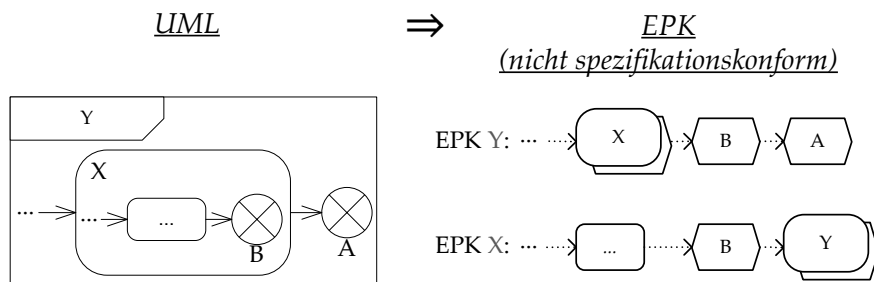 UML
⇒
EPK
(nicht spezifikationskonform)
Y
X
...
...
...
B
A
EPK Y: ...
X
B
A
EPK X: ...
...
B
Y